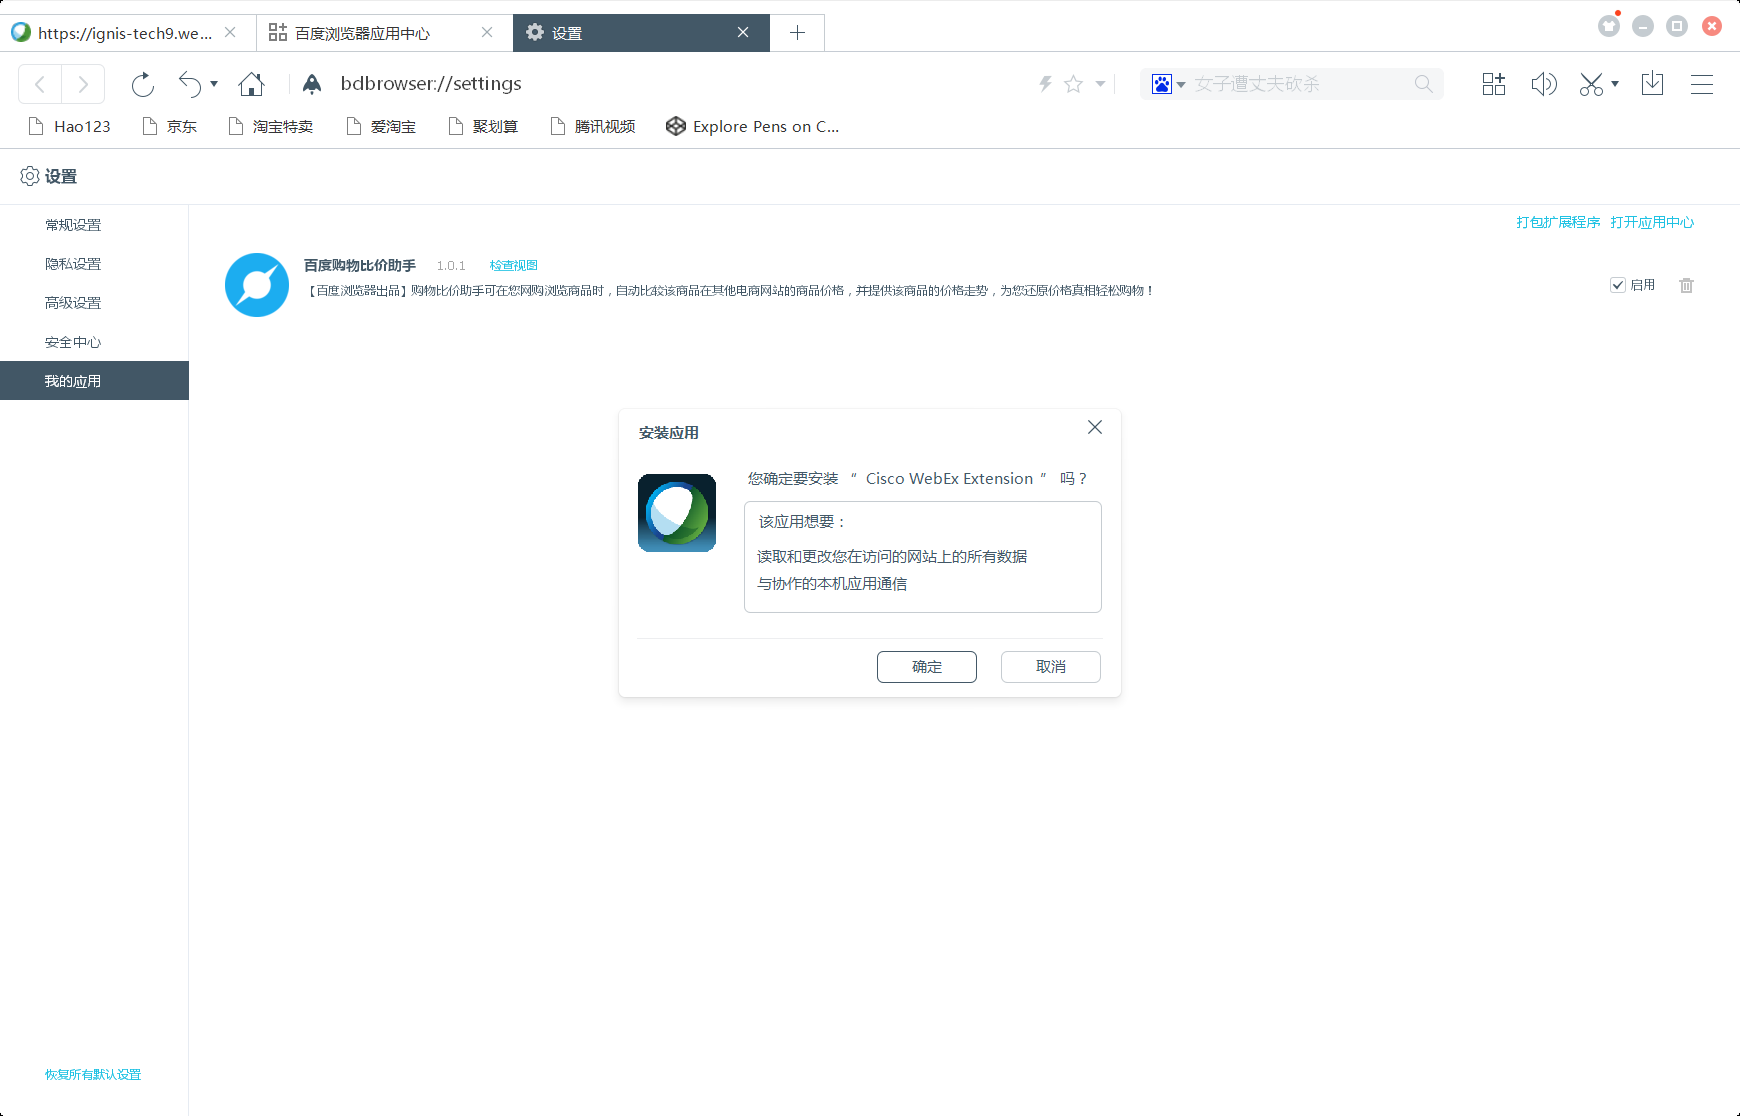 https://ignis-tech9.we...
百度浏览器应用中心
设置
bdbrowser://settings
女子遭丈夫砍杀
Hao123
京东
淘宝特卖
爱淘宝
聚划算
腾讯视频
Explore Pens on C...
设置
常规设置
隐私设置
高级设置
安全中心
我的应用
恢复所有默认设置
打包扩展程序 打开应用中心
百度购物比价助手 1.0.1 检查视图
【百度浏览器出品】购物比价助手可在您网购浏览商品时，自动比较该商品在其他电商网站的商品价格，并提供该商品的价格走势，为您还原价格真相轻松购物！
启用
安装应用
您确定要安装 “ Cisco WebEx Extension ” 吗？
该应用想要：
读取和更改您在访问的网站上的所有数据
与协作的本机应用通信
确定
取消